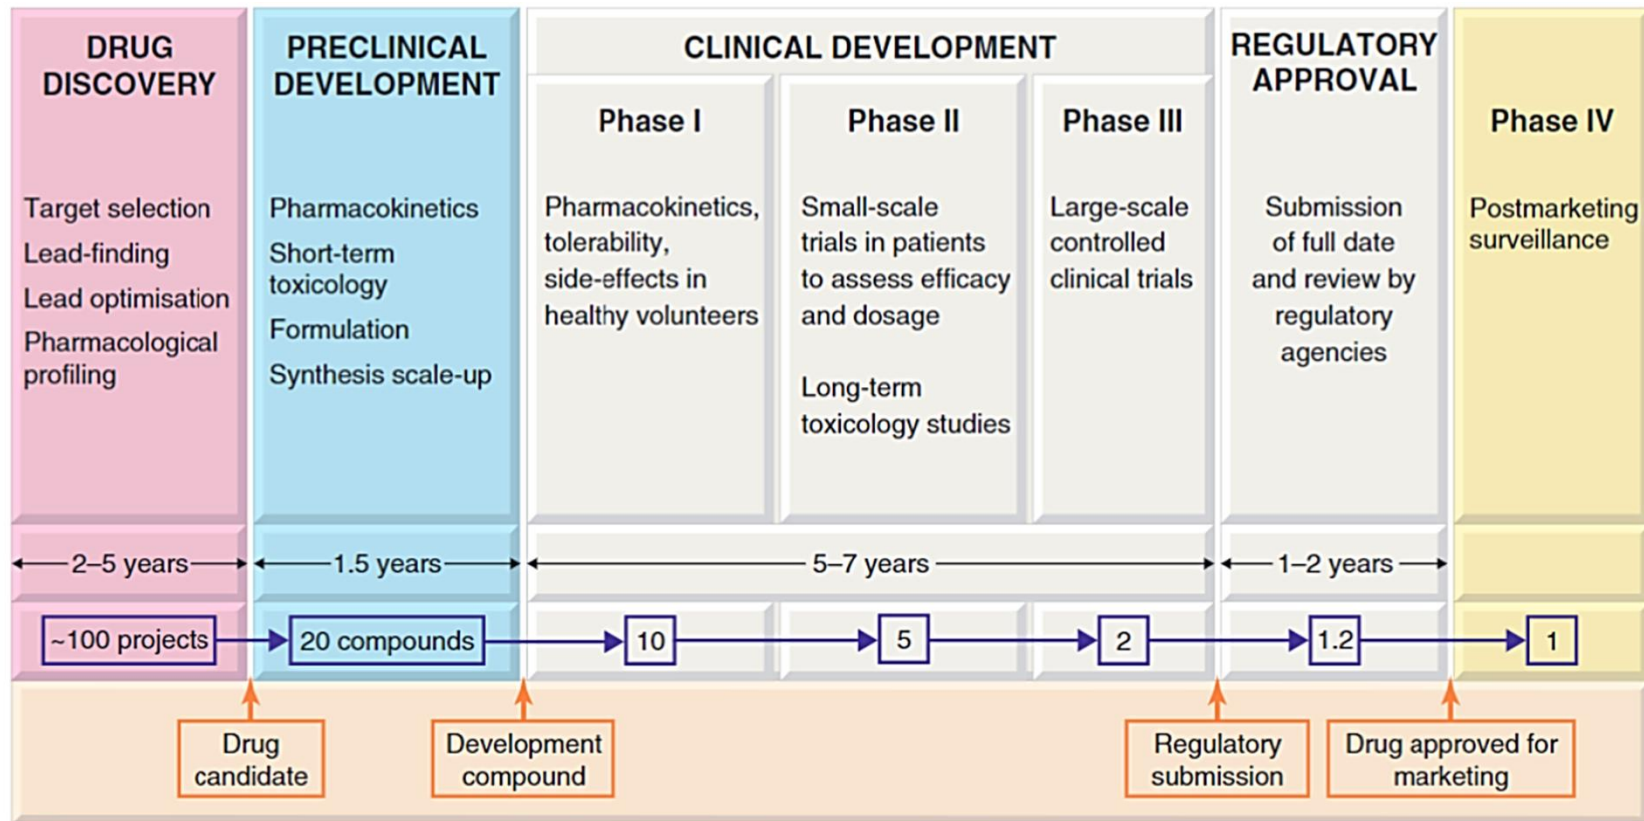 DRUG
DISCOVERY
Target selection
Lead-finding
Lead optimisation
Pharmacological
profiling
PRECLINICAL
DEVELOPMENT
Pharmacokinetics
Short-term
toxicology
Formulation
Synthesis scale-up
CLINICAL DEVELOPMENT
Phase I
Pharmacokinetics,
tolerability,
side-effects in
healthy volunteers
Phase II
Small-scale
trials in patients
to assess efficacy
and dosage
Long-term
toxicology studies
Phase III
Large-scale
controlled
clinical trials
REGULATORY
APPROVAL
Submission
of full date
and review by
regulatory
agencies
Phase IV
Postmarketing
surveillance
2–5 years
1.5 years
5–7 years
1–2 years
~100 projects
20 compounds
10
5
2
1.2
1
Drug
candidate
Development
compound
Regulatory
submission
Drug approved for
marketing